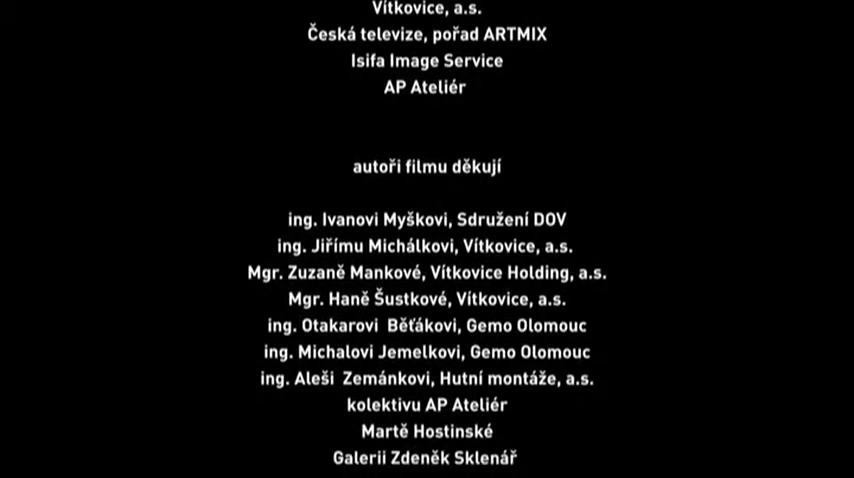 Vítkovice, a.s.
Česká televize, pořad ARTMIX
Isifa Image Service
AP Ateliér
autoři filmu děkují
ing. Ivanovi Myškovi, Sdružení DOV
ing. Jiřímu Michálkovi, Vítkovice, a.s.
Mgr. Zuzaně Mankové, Vítkovice Holding, a.s.
Mgr. Haně Šustkové, Vítkovice, a.s.
ing. Otakarovi Běťákovi, Gemo Olomouc
ing. Michalovi Jemelkovi, Gemo Olomouc
ing. Aleši Zemánkovi, Hutní montáže, a.s.
kolektivu AP Ateliér
Martě Hostinské
Galerii Zdeněk Sklenář